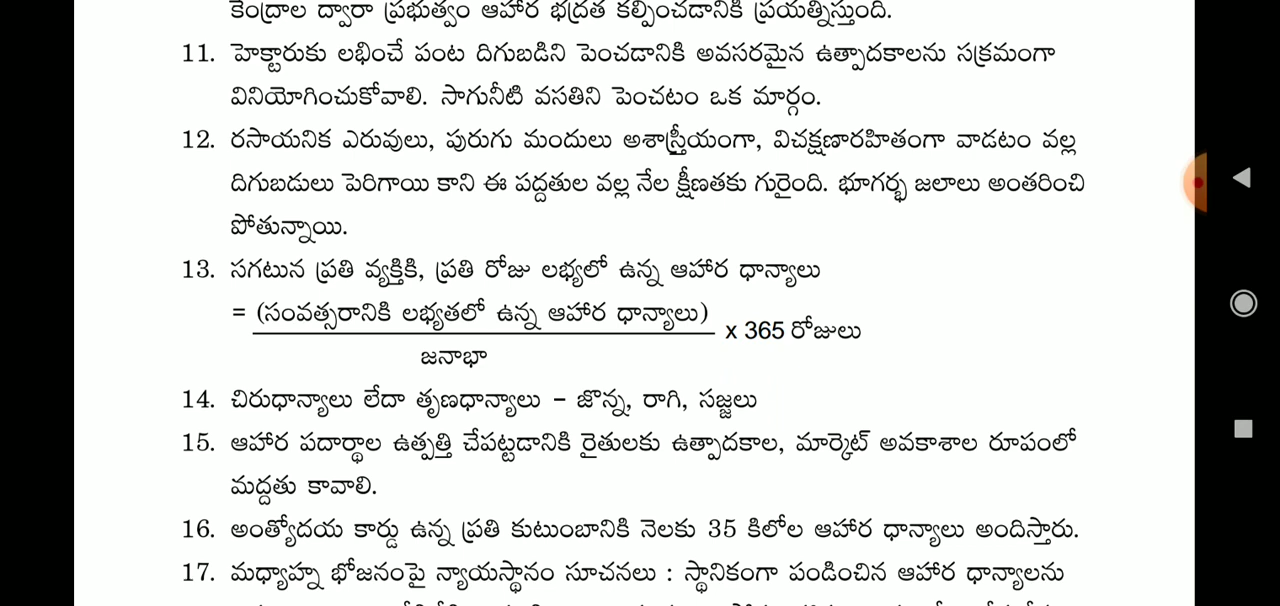 కేంద్రాల ద్వారా ప్రభుత్వం ఆహార భద్రత కల్పించడానికి ప్రయత్నిస్తుంది.
11. హెక్టారుకు లభించే పంట దిగుబడిని పెంచడానికి అవసరమైన ఉత్పాదకాలను సక్రమంగా
వినియోగించుకోవాలి. సాగునీటి వసతిని పెంచటం ఒక మార్గం.
12. రసాయనిక ఎరువులు, పురుగు మందులు అశాస్త్రీయంగా, విచక్షణారహితంగా వాడటం వల్ల
దిగుబడులు పెరిగాయి కాని ఈ పద్దతుల వల్ల నేల క్షీణతకు గురైంది. భూగర్భ జలాలు అంతరించి
పోతున్నాయి.
13. సగటున ప్రతి వ్యక్తికి, ప్రతి రోజు లభ్యలో ఉన్న ఆహార ధాన్యాలు
= (సంవత్సరానికి లభ్యతలో ఉన్న ఆహార ధాన్యాలు)
x 365 రోజులు
జనాభా
14. చిరుధాన్యాలు లేదా తృణధాన్యాలు – జొన్న, రాగి, సజ్జలు
15. ఆహార పదార్థాల ఉత్పత్తి చేపట్టడానికి రైతులకు ఉత్పాదకాల, మార్కెట్ అవకాశాల రూపంలో
మద్దతు కావాలి.
16. అంత్యోదయ కార్డు ఉన్న ప్రతి కుటుంబానికి నెలకు 35 కిలోల ఆహార ధాన్యాలు అందిస్తారు.
17. మధ్యాహ్న భోజనంపై న్యాయస్థానం సూచనలు : స్థానికంగా పండించిన ఆహార ధాన్యాలను